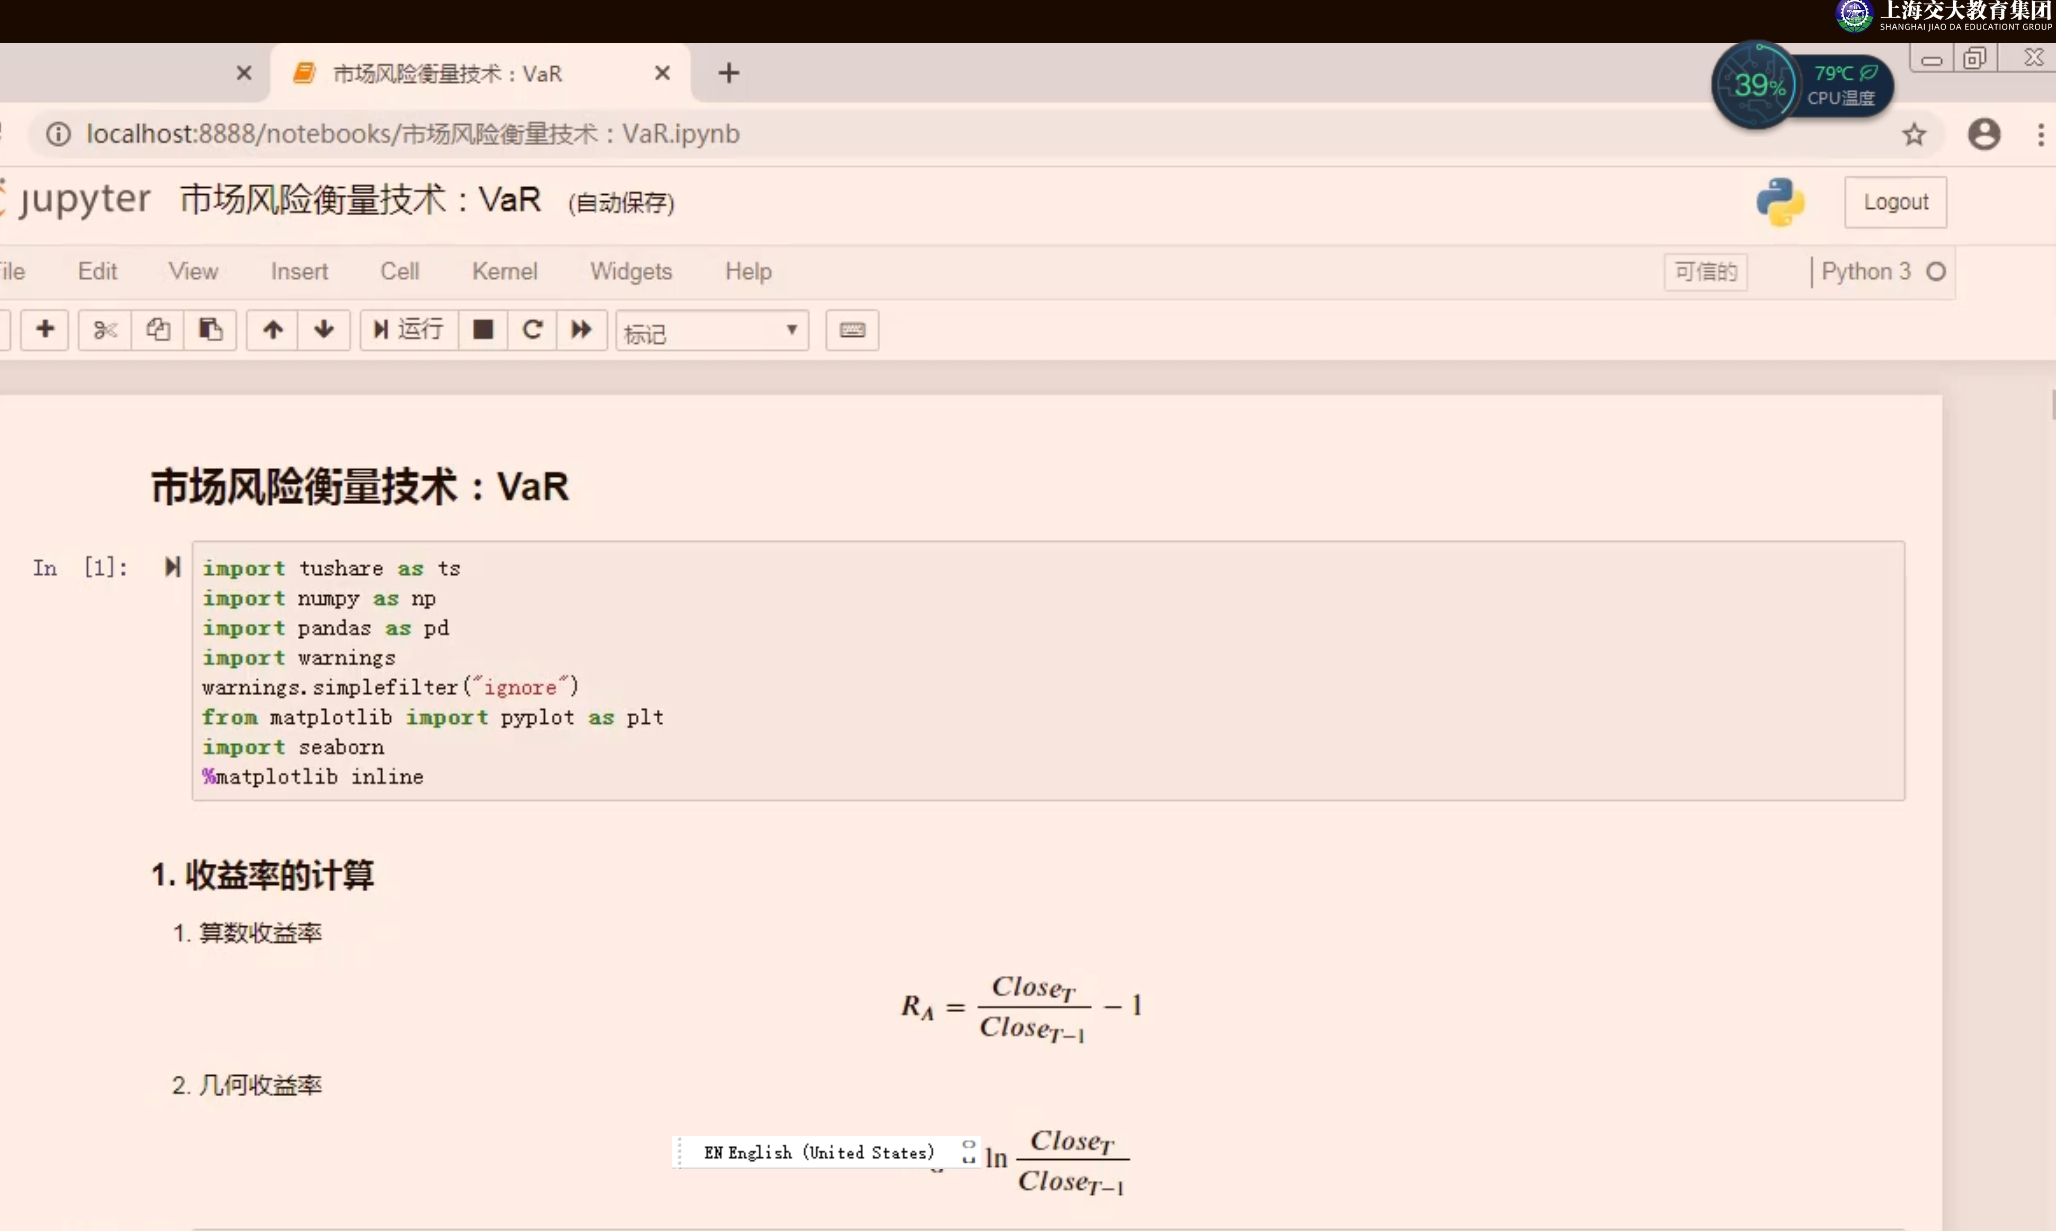 上海交大教育集团
SHANGHAI JIAO DA EDUCATIONT GROUP
市场风险衡量技术：VaR
39%
79℃
CPU温度
localhost:8888/notebooks/市场风险衡量技术：VaR.ipynb
jupyter 市场风险衡量技术：VaR (自动保存)
Logout
ile Edit View Insert Cell Kernel Widgets Help
可信的
Python 3
运行
标记
市场风险衡量技术：VaR
In [1]:
import tushare as ts
import numpy as np
import pandas as pd
import warnings
warnings.simplefilter("ignore")
from matplotlib import pyplot as plt
import seaborn
%matplotlib inline
1. 收益率的计算
1. 算数收益率
R_A = Close_T / Close_{T−1} − 1
2. 几何收益率
EN English (United States)
ln Close_T / Close_{T−1}